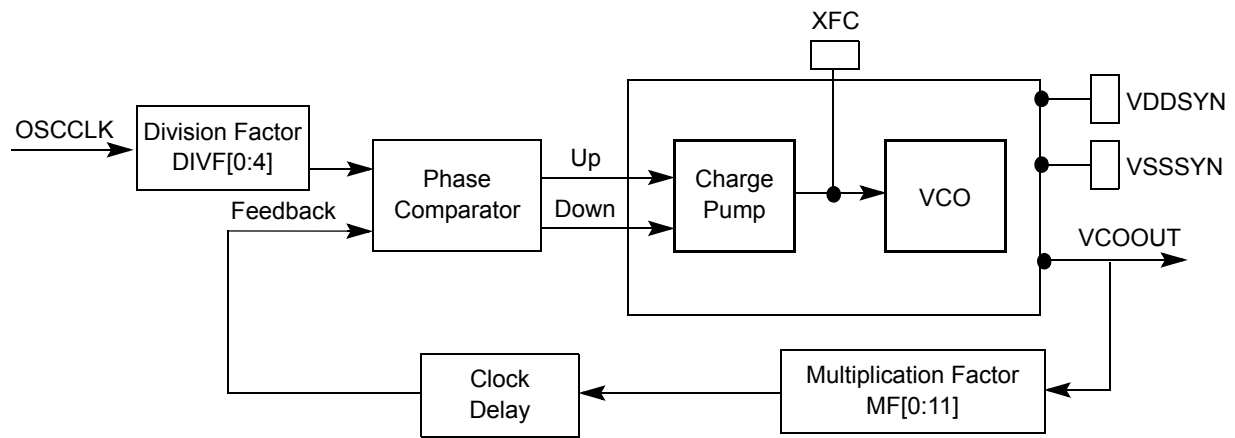 XFC
VDDSYN
OSCCLK
Division Factor
DIVF[0:4]
VSSSYN
Up
Phase
Comparator
Charge
Pump
VCO
Feedback
Down
VCOOUT
Clock
Delay
Multiplication Factor
MF[0:11]